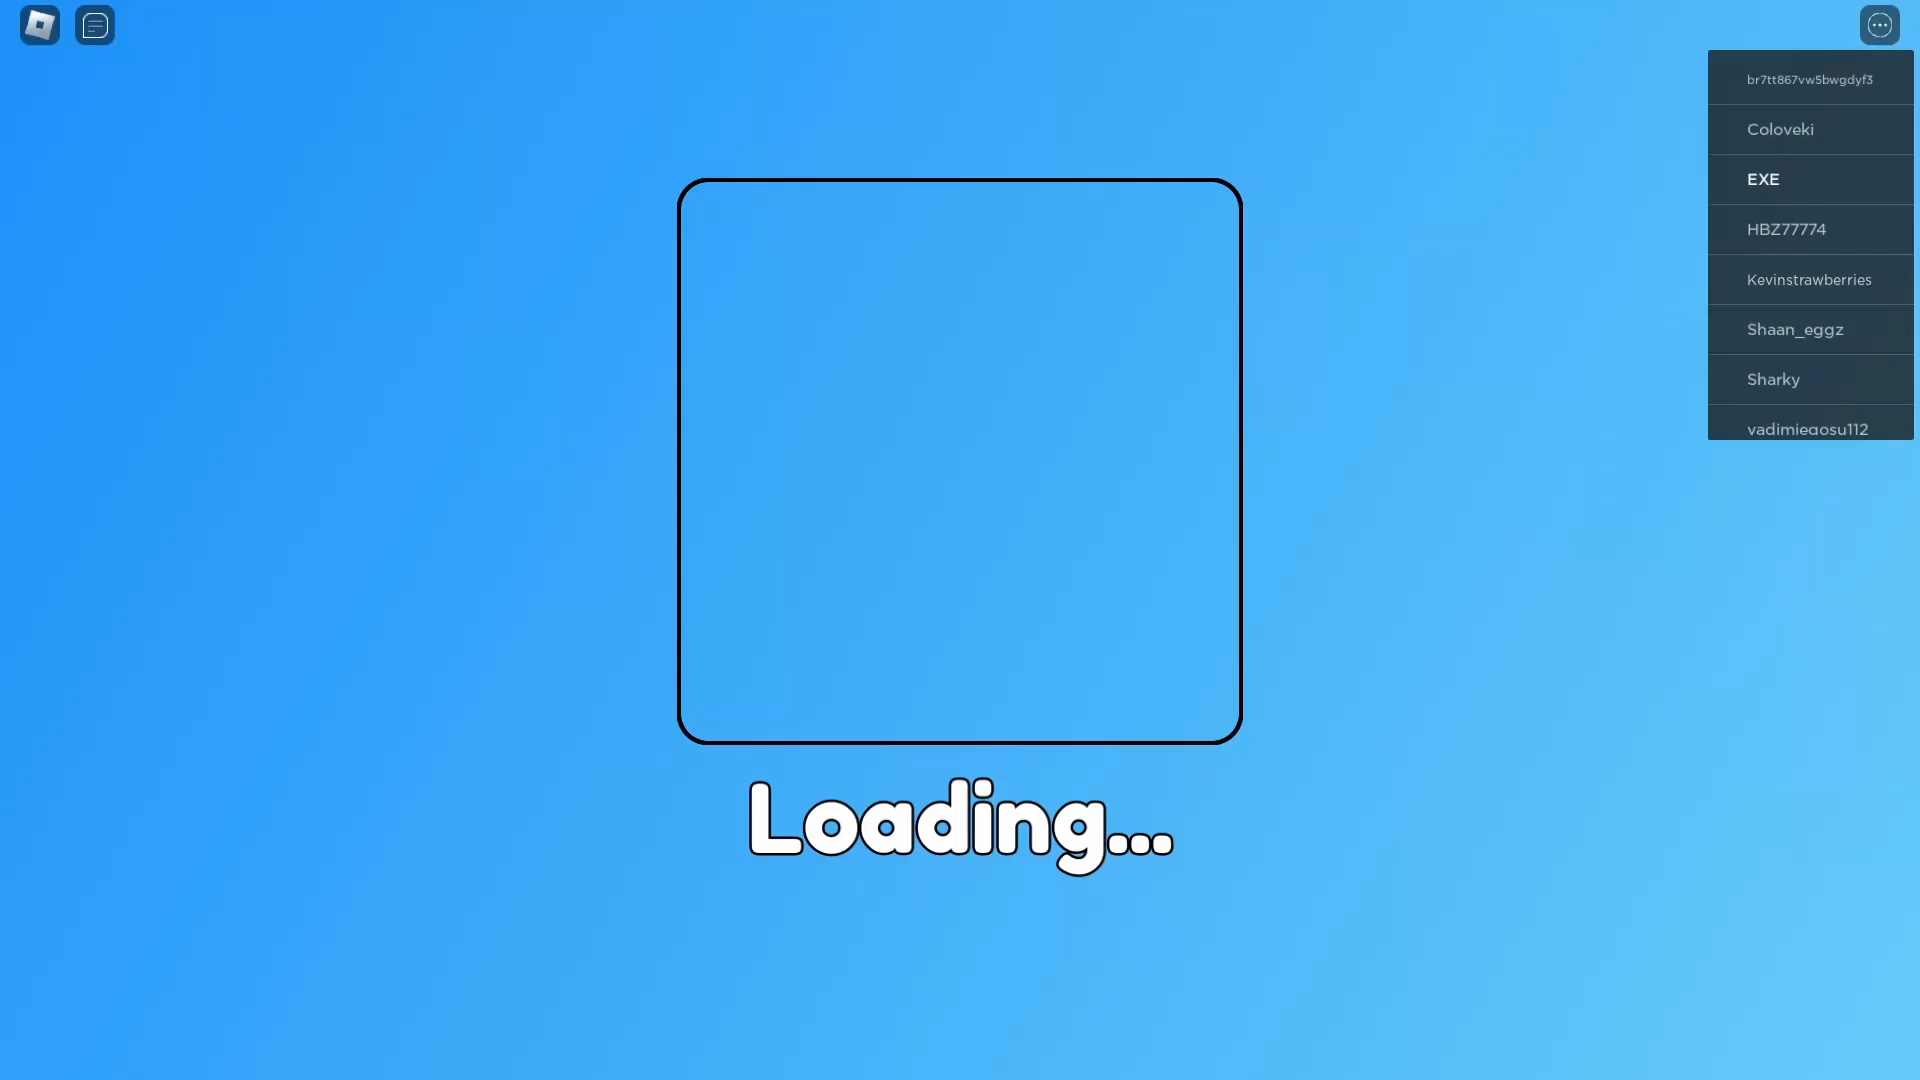 br7tt867vw5bwgdyf3
Coloveki
EXE
HBZ77774
Kevinstrawberries
Shaan_eggz
Sharky
vadimiegosu112
Loading...